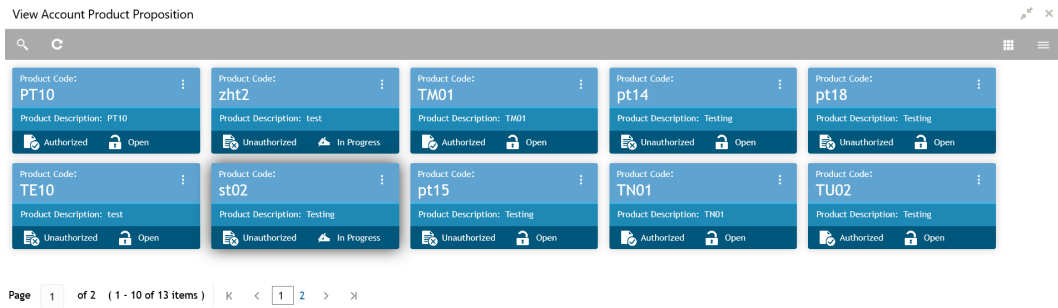 View Account Product Proposition
Product Code: Product Code: Product Code: Product Code: Product Code:
PT10 zht2 TM01 pt14 pt18
Product Description: PT10 Product Description: test Product Description: TM01 Product Description: Testing Product Description: Testing
Authorized Open Unauthorized In Progress Authorized Open Unauthorized Open Unauthorized Open
Product Code: Product Code: Product Code: Product Code: Product Code:
TE10 st02 pt15 TN01 TU02
Product Description: test Product Description: Testing Product Description: Testing Product Description: TN01 Product Description: Testing
Unauthorized Open Unauthorized In Progress Unauthorized Open Authorized Open Authorized Open
Page 1 of 2 ( 1 - 10 of 13 items ) 1 2